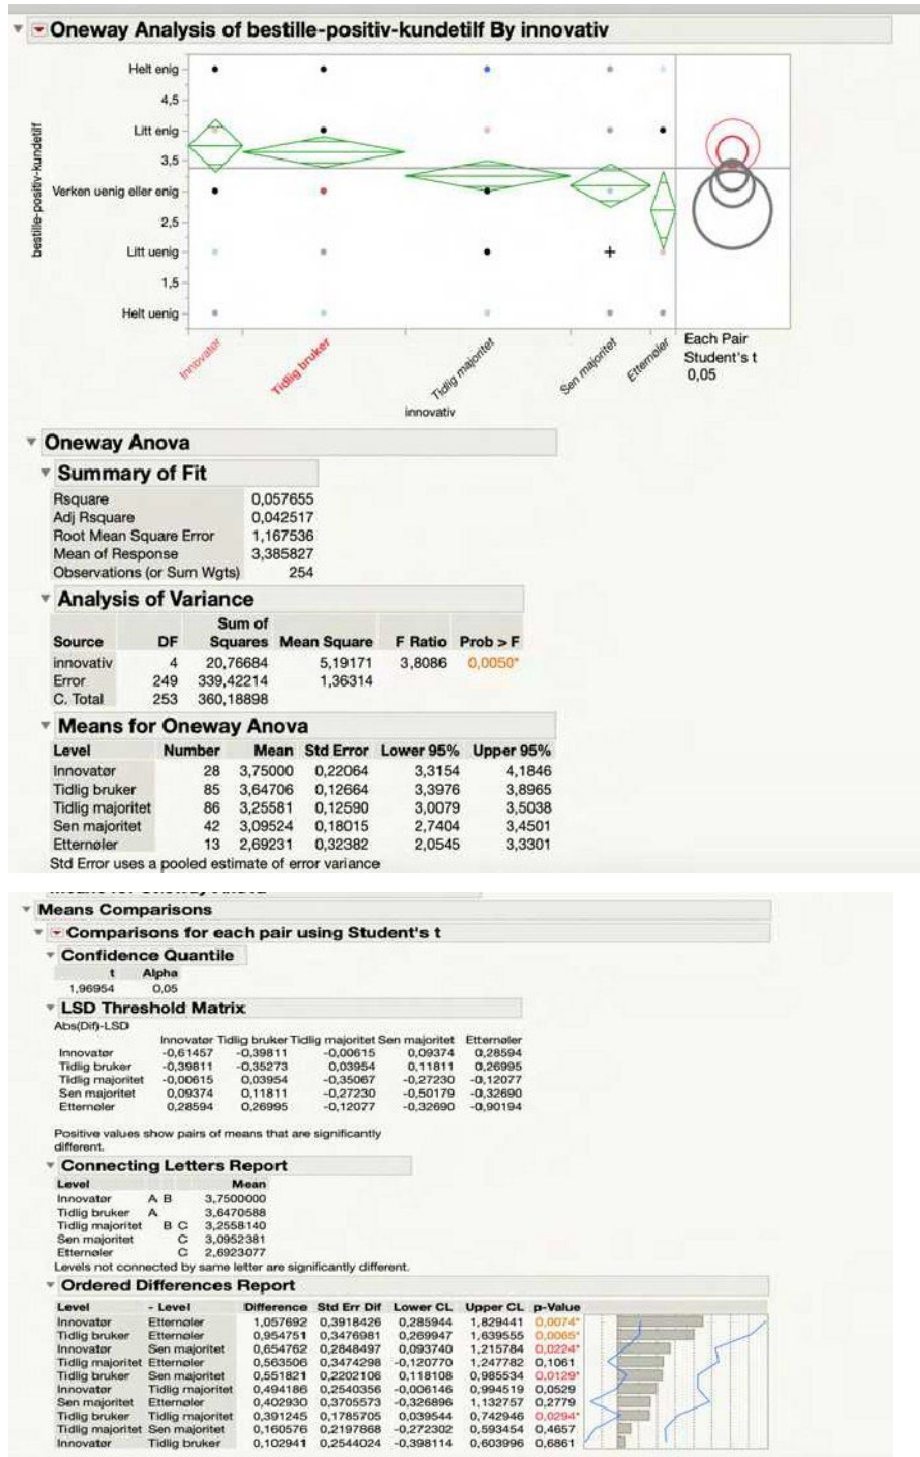 Oneway Analysis of bestille-positiv-kundetilf By innovativ
Helt enig
4,5
Litt enig
3,5
Verken uenig eller enig
2,5
Litt uenig
1,5
Helt uenig
bestille-positiv-kundetilf
Innovatør
Tidlig bruker
Tidlig majoritet
Sen majoritet
Etternøler
innovativ
Each Pair
Student's t
0,05
Oneway Anova
Summary of Fit
Rsquare 0,057655
Adj Rsquare 0,042517
Root Mean Square Error 1,167536
Mean of Response 3,385827
Observations (or Sum Wgts) 254
Analysis of Variance
Sum of
Source DF Squares Mean Square F Ratio Prob > F
innovativ 4 20,76684 5,19171 3,8086 0,0050*
Error 249 339,42214 1,36314
C. Total 253 360,18898
Means for Oneway Anova
Level Number Mean Std Error Lower 95% Upper 95%
Innovatør 28 3,75000 0,22064 3,3154 4,1846
Tidlig bruker 85 3,64706 0,12664 3,3976 3,8965
Tidlig majoritet 86 3,25581 0,12590 3,0079 3,5038
Sen majoritet 42 3,09524 0,18015 2,7404 3,4501
Etternøler 13 2,69231 0,32382 2,0545 3,3301
Std Error uses a pooled estimate of error variance
Means for Oneway Anova
Means Comparisons
Comparisons for each pair using Student's t
Confidence Quantile
t Alpha
1,96954 0,05
LSD Threshold Matrix
Abs(Dif)-LSD
Innovatør Tidlig bruker Tidlig majoritet Sen majoritet Etternøler
Innovatør -0,61457 -0,39811 -0,00615 0,09374 0,28594
Tidlig bruker -0,39811 -0,35273 0,03954 0,11811 0,26995
Tidlig majoritet -0,00615 0,03954 -0,35067 -0,27230 -0,12077
Sen majoritet 0,09374 0,11811 -0,27230 -0,50179 -0,32690
Etternøler 0,28594 0,26995 -0,12077 -0,32690 -0,90194
Positive values show pairs of means that are significantly
different.
Connecting Letters Report
Level Mean
Innovatør A B 3,7500000
Tidlig bruker A 3,6470588
Tidlig majoritet B C 3,2558140
Sen majoritet C 3,0952381
Etternøler C 2,6923077
Levels not connected by same letter are significantly different.
Ordered Differences Report
Level - Level Difference Std Err Dif Lower CL Upper CL p-Value
Innovatør Etternøler 1,057692 0,3918426 0,285944 1,829441 0,0074*
Tidlig bruker Etternøler 0,954751 0,3476981 0,269947 1,639555 0,0065*
Innovatør Sen majoritet 0,654762 0,2848497 0,093740 1,215784 0,0224*
Tidlig majoritet Etternøler 0,563506 0,3474298 -0,120770 1,247782 0,1061
Tidlig bruker Sen majoritet 0,551821 0,2202106 0,118108 0,985534 0,0129*
Innovatør Tidlig majoritet 0,494186 0,2540356 -0,006146 0,994519 0,0529
Sen majoritet Etternøler 0,402930 0,3705573 -0,326896 1,132757 0,2779
Tidlig bruker Tidlig majoritet 0,391245 0,1785705 0,039544 0,742946 0,0294*
Tidlig majoritet Sen majoritet 0,160576 0,2197868 -0,272302 0,593454 0,4657
Innovatør Tidlig bruker 0,102941 0,2544024 -0,398114 0,603996 0,6861